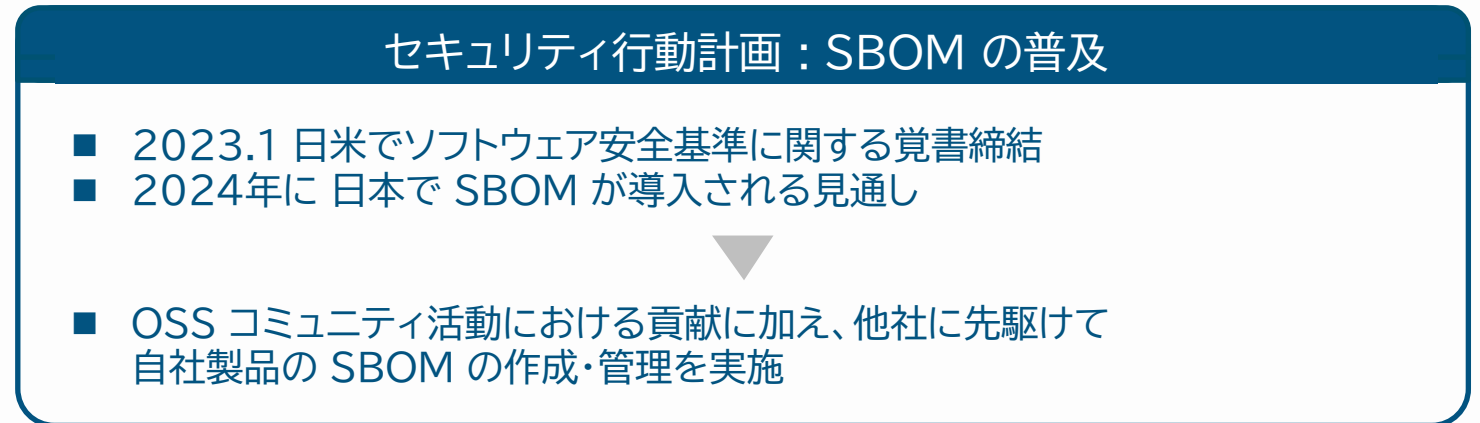 セキュリティ行動計画：SBOM の普及
■ 2023.1 日米でソフトウェア安全基準に関する覚書締結
■ 2024年に 日本で SBOM が導入される見通し
■ OSS コミュニティ活動における貢献に加え、他社に先駆けて
自社製品の SBOM の作成・管理を実施